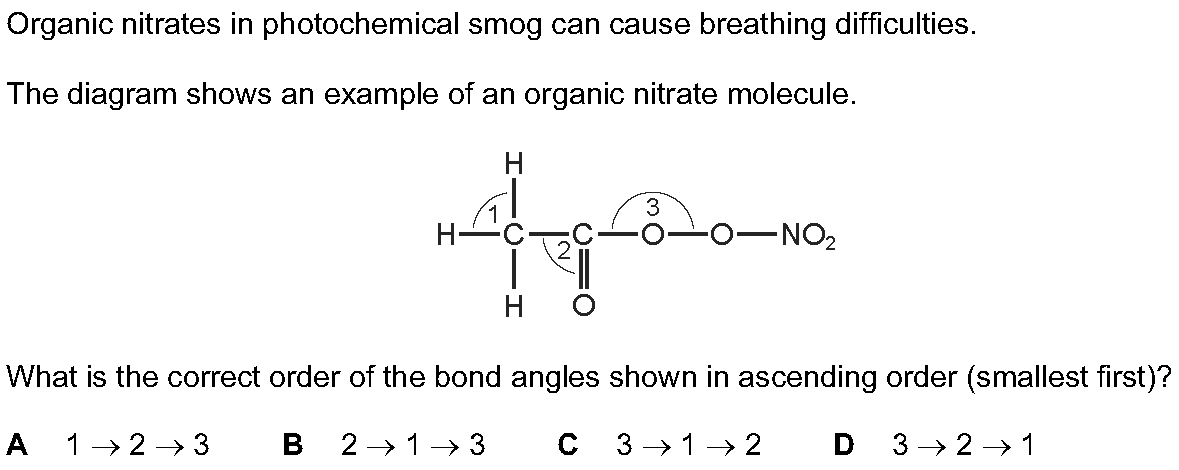 Organic nitrates in photochemical smog can cause breathing difficulties.
The diagram shows an example of an organic nitrate molecule.
H
1 3
H C C O O NO₂
2
H O
What is the correct order of the bond angles shown in ascending order (smallest first)?
A 1 → 2 → 3 B 2 → 1 → 3 C 3 → 1 → 2 D 3 → 2 → 1